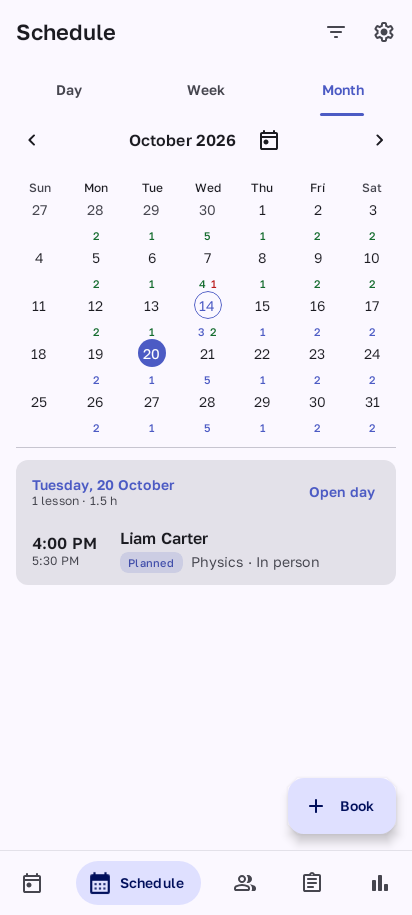 Schedule
Day Week Month
October 2026
Sun Mon Tue Wed Thu Fri Sat
27 28 29 30 1 2 3
2 1 5 1 2 2
4 5 6 7 8 9 10
2 1 4 1 1 2 2
11 12 13 14 15 16 17
2 1 3 2 1 2 2
18 19 20 21 22 23 24
2 1 5 1 2 2
25 26 27 28 29 30 31
2 1 5 1 2 2
Tuesday, 20 October
Open day
1 lesson · 1.5 h
4:00 PM Liam Carter
5:30 PM Planned Physics · In person
Book
Schedule